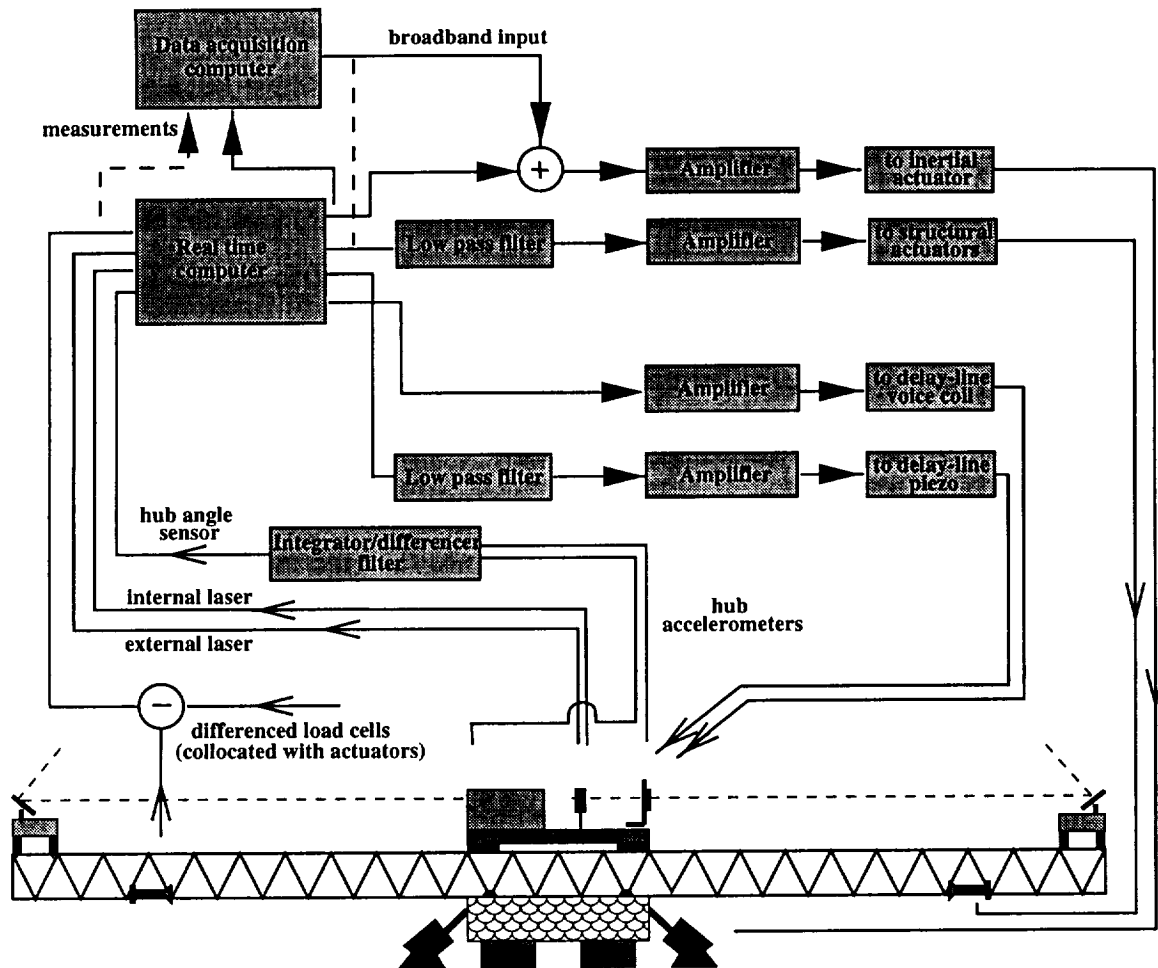 Data acquisition
computer
broadband input
measurements
+
Amplifier
to inertial
actuator
Real time
computer
Low pass filter
Amplifier
to structural
actuators
Amplifier
to delay-line
voice coil
Low pass filter
Amplifier
to delay-line
piezo
hub angle
sensor
Integrator/differencer
filter
internal laser
external laser
hub
accelerometers
−
differenced load cells
(collocated with actuators)